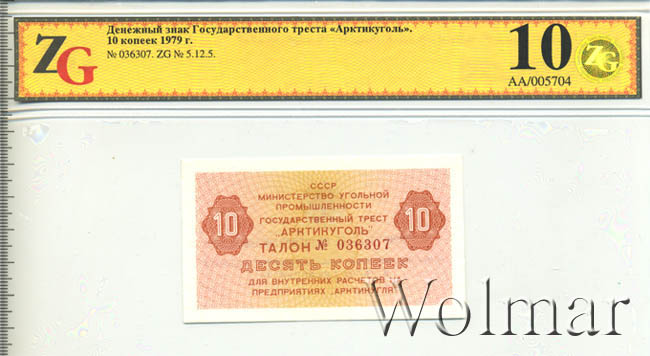 ZG
Денежный знак Государственного треста «Арктикуголь».
10 копеек 1979 г.
№ 036307. ZG № 5.12.5.
10
ZG
АА/005704
СССР
МИНИСТЕРСТВО УГОЛЬНОЙ
ПРОМЫШЛЕННОСТИ
ГОСУДАРСТВЕННЫЙ ТРЕСТ
„АРКТИКУГОЛЬ"
10
10
ТАЛОН № 036307
ДЕСЯТЬ КОПЕЕК
ДЛЯ ВНУТРЕННИХ РАСЧЕТОВ НА
ПРЕДПРИЯТИЯХ „АРКТИКУГЛЯ"
Wolmar